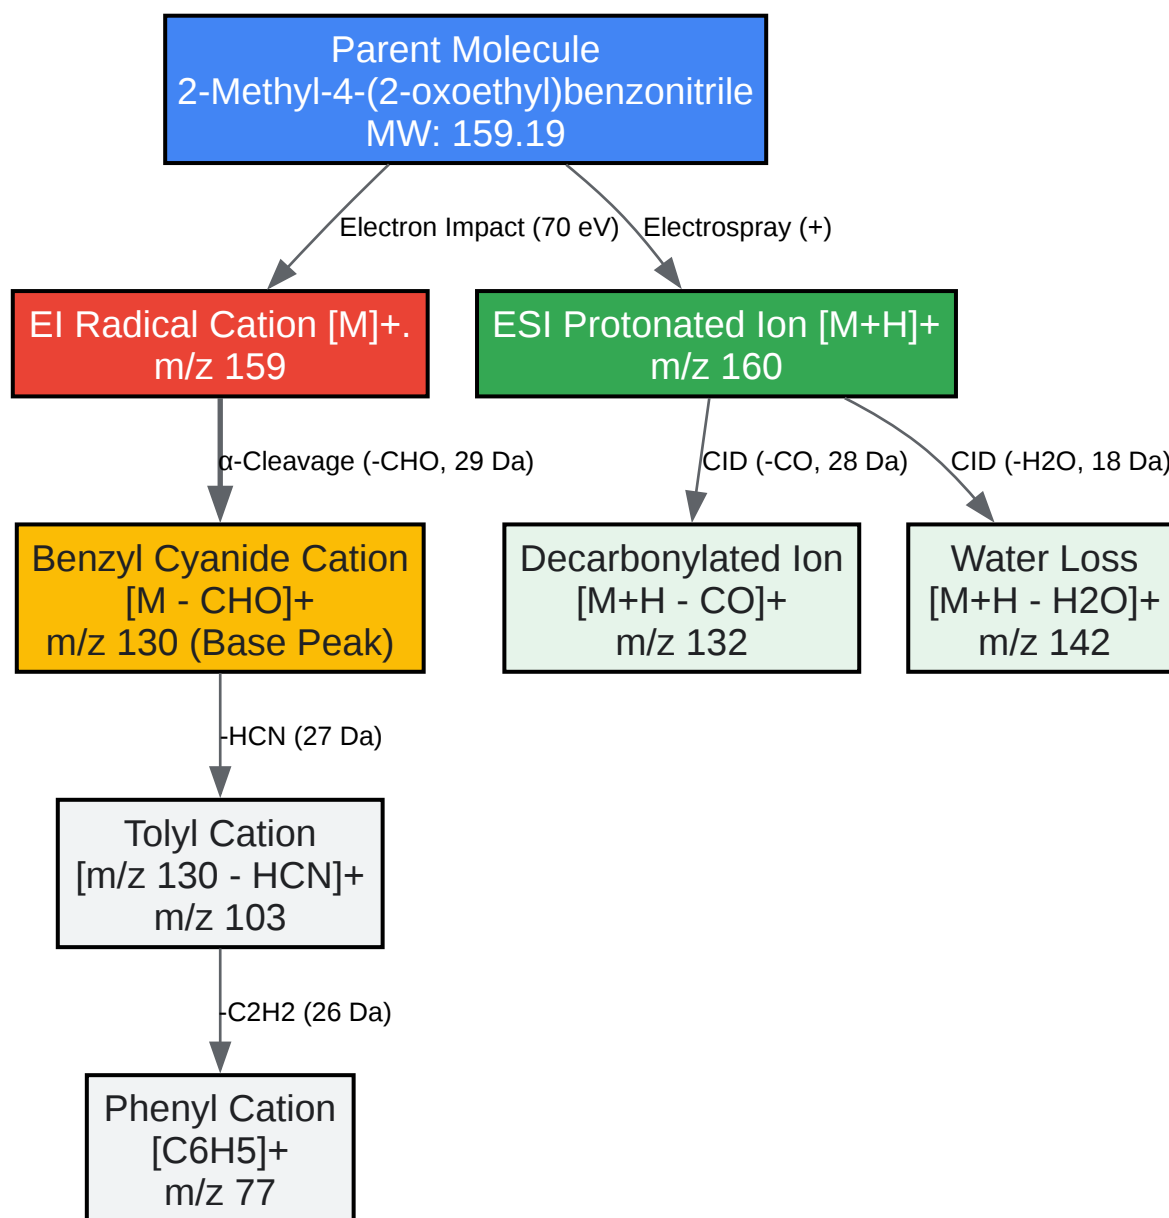 Parent Molecule
2-Methyl-4-(2-oxoethyl)benzonitrile
MW: 159.19
Electron Impact (70 eV)
Electrospray (+)
EI Radical Cation [M]+.
m/z 159
ESI Protonated Ion [M+H]+
m/z 160
α-Cleavage (-CHO, 29 Da)
CID (-CO, 28 Da)
CID (-H2O, 18 Da)
Benzyl Cyanide Cation
[M - CHO]+
m/z 130 (Base Peak)
Decarbonylated Ion
[M+H - CO]+
m/z 132
Water Loss
[M+H - H2O]+
m/z 142
-HCN (27 Da)
Tolyl Cation
[m/z 130 - HCN]+
m/z 103
-C2H2 (26 Da)
Phenyl Cation
[C6H5]+
m/z 77